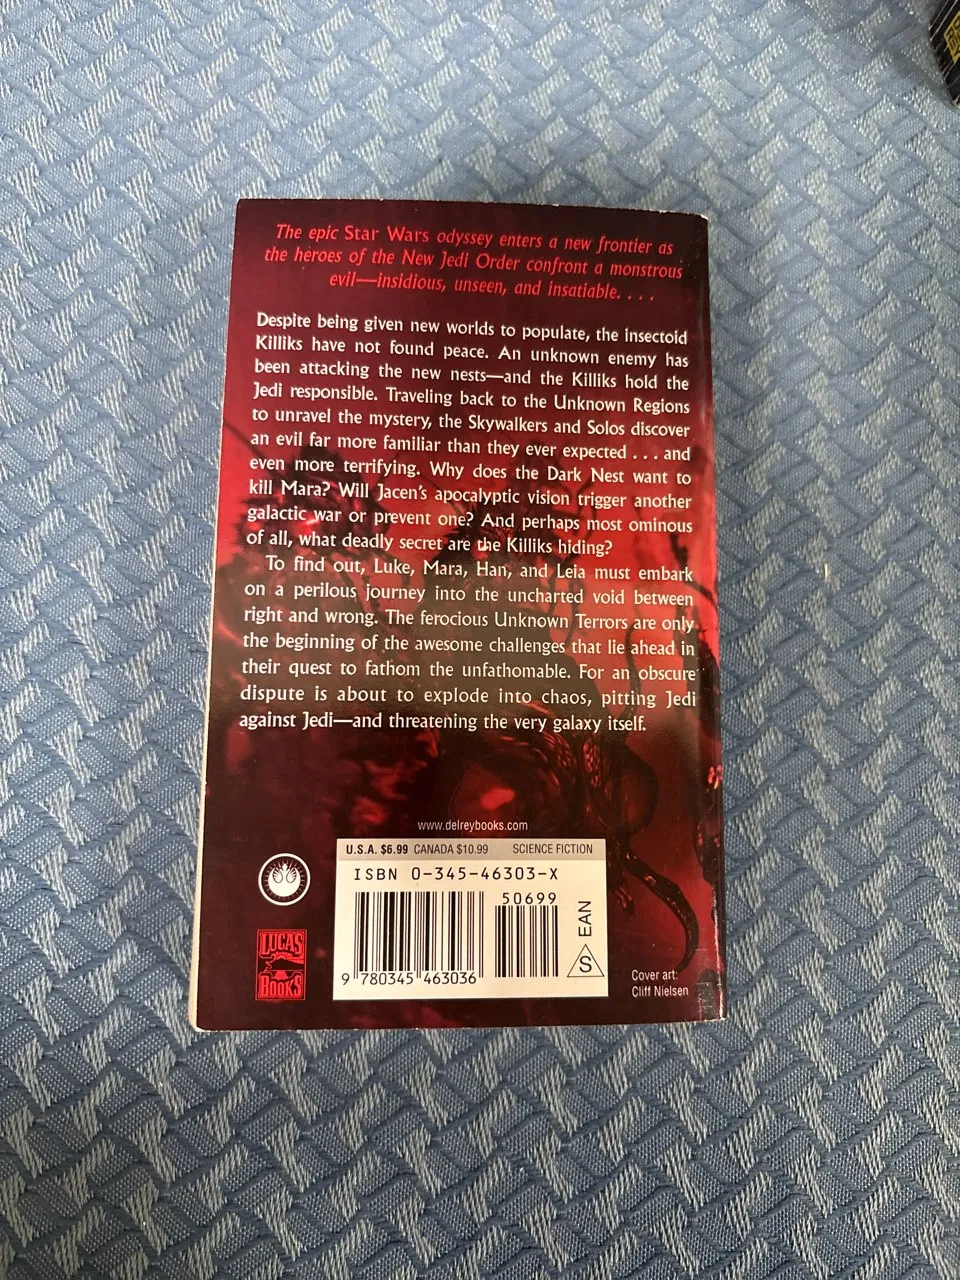 The epic Star Wars odyssey enters a new frontier as
the heroes of the New Jedi Order confront a monstrous
evil—insidious, unseen, and insatiable. . . .
Despite being given new worlds to populate, the insectoid
Killiks have not found peace. An unknown enemy has
been attacking the new nests—and the Killiks hold the
Jedi responsible. Traveling back to the Unknown Regions
to unravel the mystery, the Skywalkers and Solos discover
an evil far more familiar than they ever expected . . . and
even more terrifying. Why does the Dark Nest want to
kill Mara? Will Jacen's apocalyptic vision trigger another
galactic war or prevent one? And perhaps most ominous
of all, what deadly secret are the Killiks hiding?
To find out, Luke, Mara, Han, and Leia must embark
on a perilous journey into the uncharted void between
right and wrong. The ferocious Unknown Terrors are only
the beginning of the awesome challenges that lie ahead in
their quest to fathom the unfathomable. For an obscure
dispute is about to explode into chaos, pitting Jedi
against Jedi—and threatening the very galaxy itself.
www.delreybooks.com
U.S.A. $6.99 CANADA $10.99 SCIENCE FICTION
ISBN 0-345-46303-X
50699
EAN
S
9 780345 463036
LUCAS
BOOKS
Cover art:
Cliff Nielsen